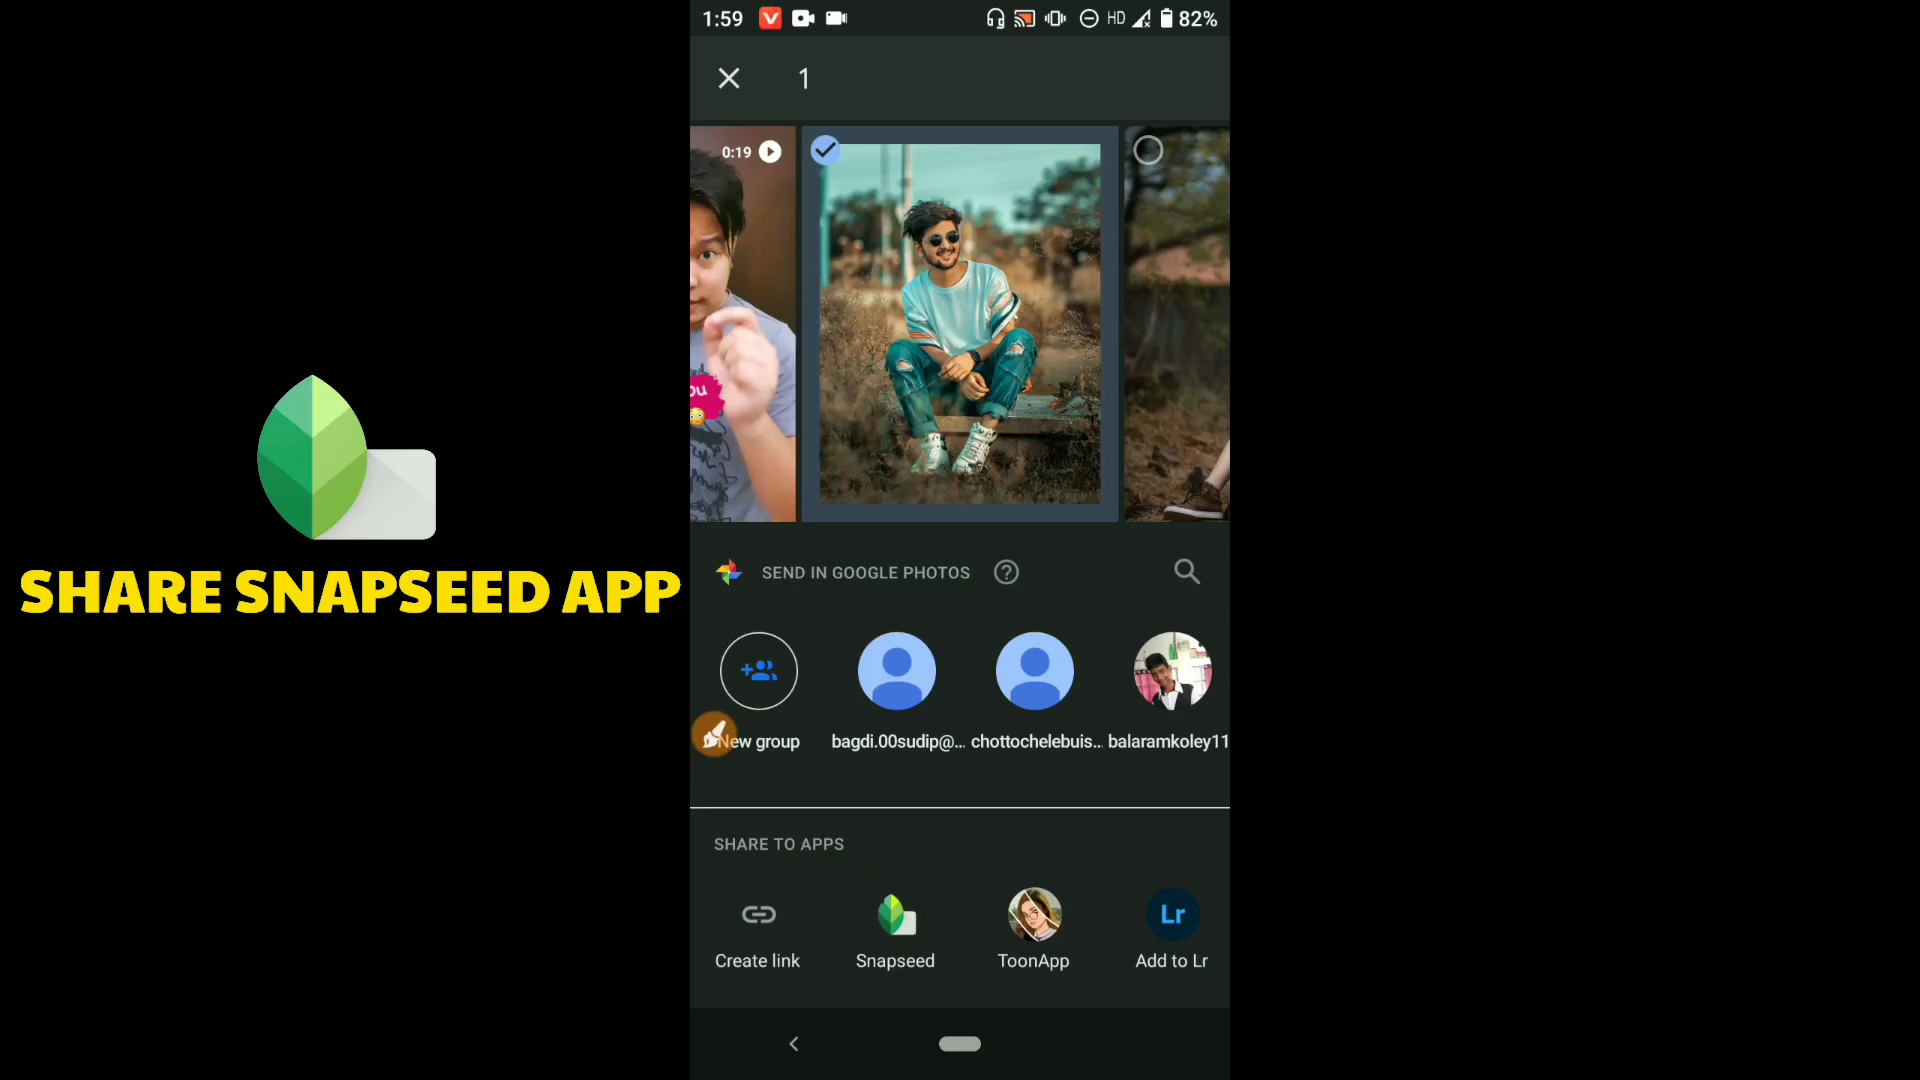 1:59
HD
82%
1
0:19
ou
SHARE SNAPSEED APP
SEND IN GOOGLE PHOTOS
New group
bagdi.00sudip@...
chottochelebuis...
balaramkoley11
SHARE TO APPS
Lr
Create link
Snapseed
ToonApp
Add to Lr